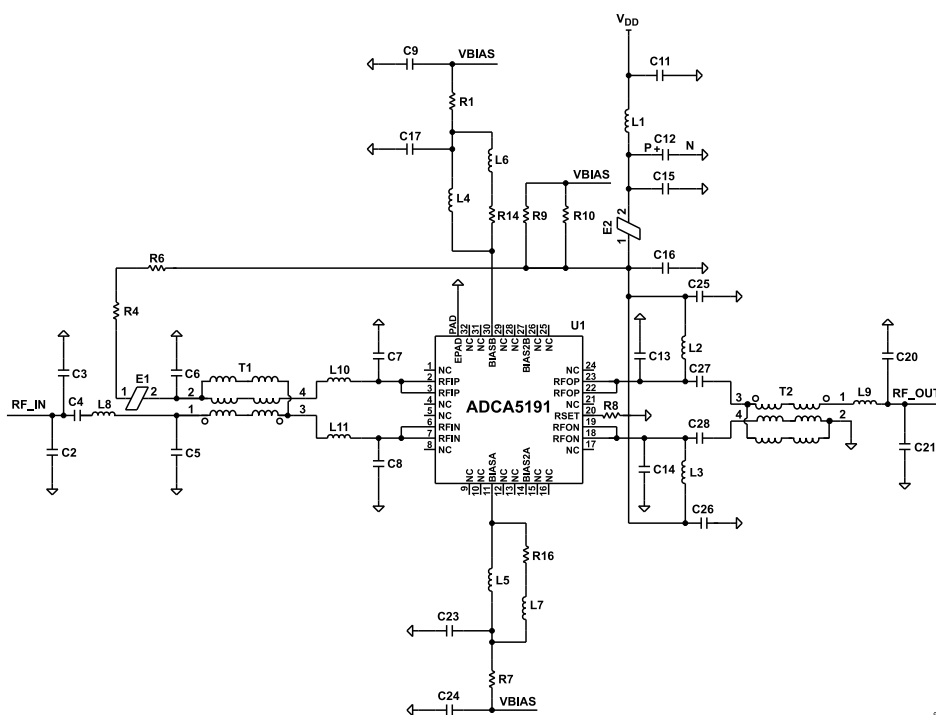 VDD
C9 VBIAS C11
R1
L1
C17 P+ C12 N
L6
C15
VBIAS
L4
R14 R9 R10 2
E2
1
R6 C16
C25
R4 PAD U1
EPAD 32 NC 31 NC 30 BIASB 29 NC 28 NC 27 BIAS2B 26 NC 25 NC
C3 C6 T1 L10 C7 C13 L2 C20
E1 1 NC NC 24
1 2 2 4 2 RFIP RFOP 23 C27
3 RFIP RFOP 22
RF_IN C4 L8 4 NC NC 21 3 T2 1 L9 RF_OUT
ADCA5191
1 3 5 NC RSET 20 R8 4 2
L11 6 RFIN RFON 19 C28
7 RFIN RFON 18
C2 C5 C8 8 NC NC 17 C14 L3 C21
9 NC 10 NC 11 BIASA 12 NC 13 NC 14 BIAS2A 15 NC 16 NC
C26
R16
L5
L7
C23
R7
C24 VBIAS